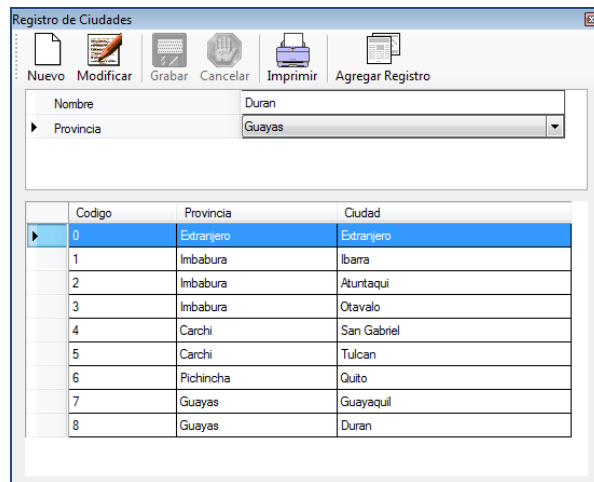 Registro de Ciudades
Nuevo Modificar Grabar Cancelar Imprimir Agregar Registro
Nombre Duran
Provincia Guayas
Codigo Provincia Ciudad
0 Extranjero Extranjero
1 Imbabura Ibarra
2 Imbabura Atuntaqui
3 Imbabura Otavalo
4 Carchi San Gabriel
5 Carchi Tulcan
6 Pichincha Quito
7 Guayas Guayaquil
8 Guayas Duran